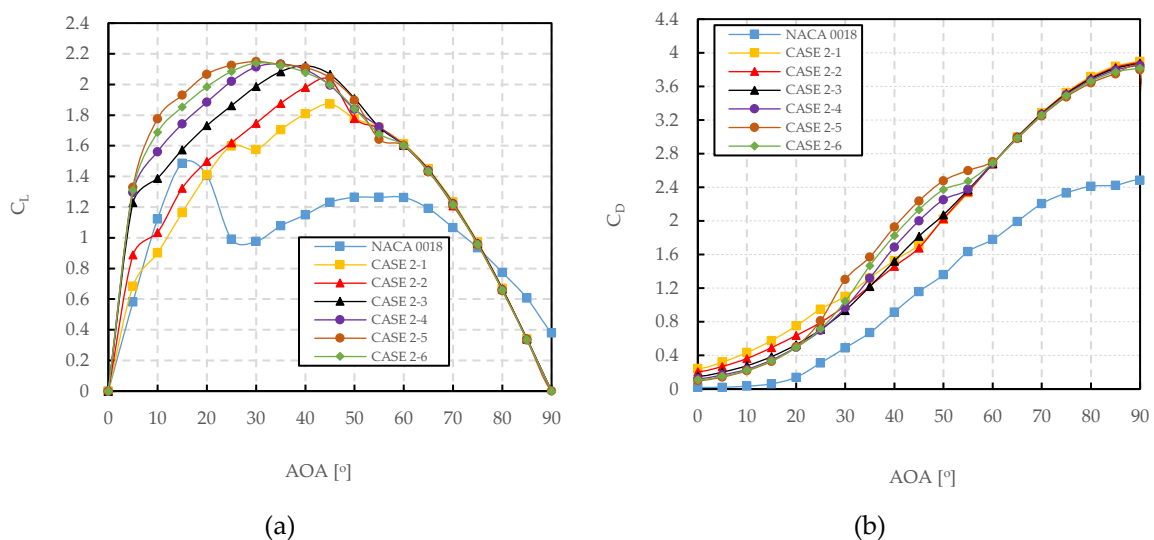 2.4
2.2
2
1.8
1.6
1.4
1.2
1
0.8
0.6
0.4
0.2
0
C_L
NACA 0018
CASE 2-1
CASE 2-2
CASE 2-3
CASE 2-4
CASE 2-5
CASE 2-6
0 10 20 30 40 50 60 70 80 90
AOA [º]
(a)
4.4
4
3.6
3.2
2.8
2.4
2
1.6
1.2
0.8
0.4
0
C_D
NACA 0018
CASE 2-1
CASE 2-2
CASE 2-3
CASE 2-4
CASE 2-5
CASE 2-6
0 10 20 30 40 50 60 70 80 90
AOA [º]
(b)